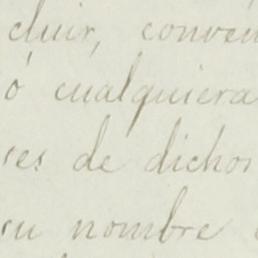 cluir, conven
ó cualquiera
res de dichos
su nombre